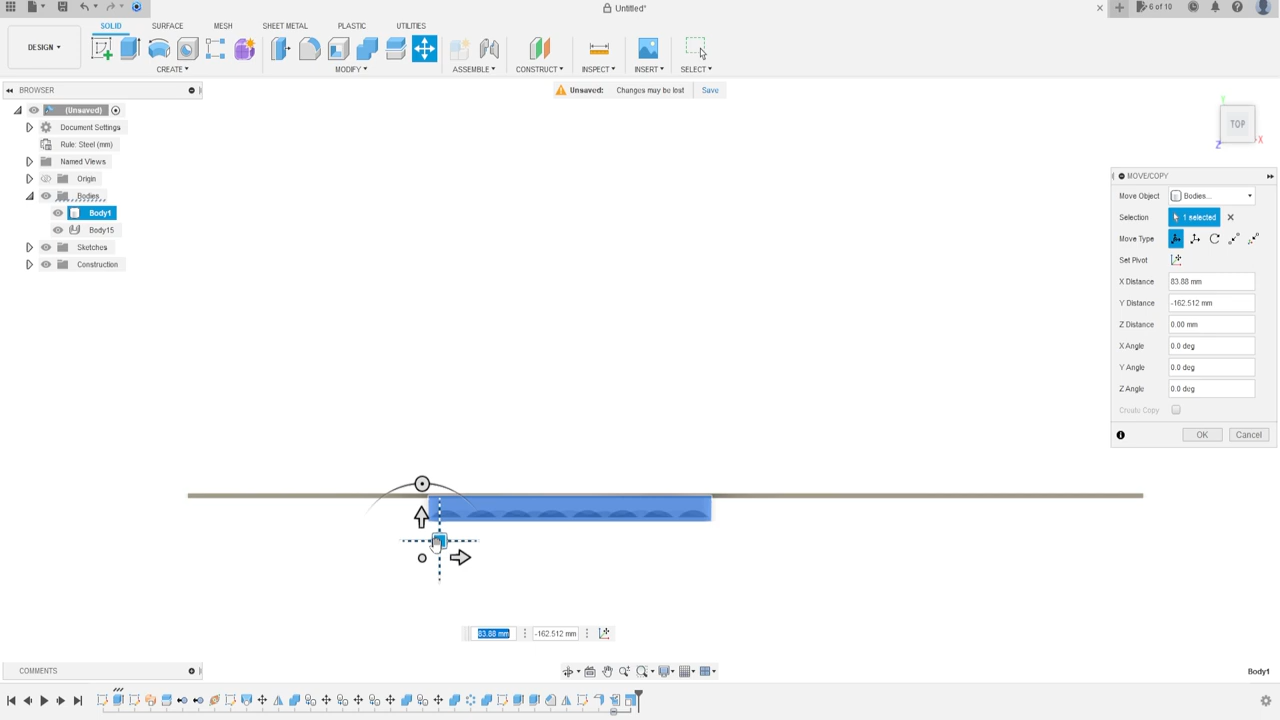 Untitled*
6 of 10
DESIGN
SOLID
SURFACE
MESH
SHEET METAL
PLASTIC
UTILITIES
CREATE
MODIFY
ASSEMBLE
CONSTRUCT
INSPECT
INSERT
SELECT
BROWSER
Unsaved: Changes may be lost Save
(Unsaved)
Document Settings
Rule: Steel (mm)
Named Views
Origin
Bodies
Body1
Body15
Sketches
Construction
Y
TOP
Z
X
MOVE/COPY
Move Object Bodies...
Selection 1 selected
Move Type
Set Pivot
X Distance 83.88 mm
Y Distance -162.512 mm
Z Distance 0.00 mm
X Angle 0.0 deg
Y Angle 0.0 deg
Z Angle 0.0 deg
Create Copy
OK Cancel
83.88 mm -162.512 mm
COMMENTS
Body1